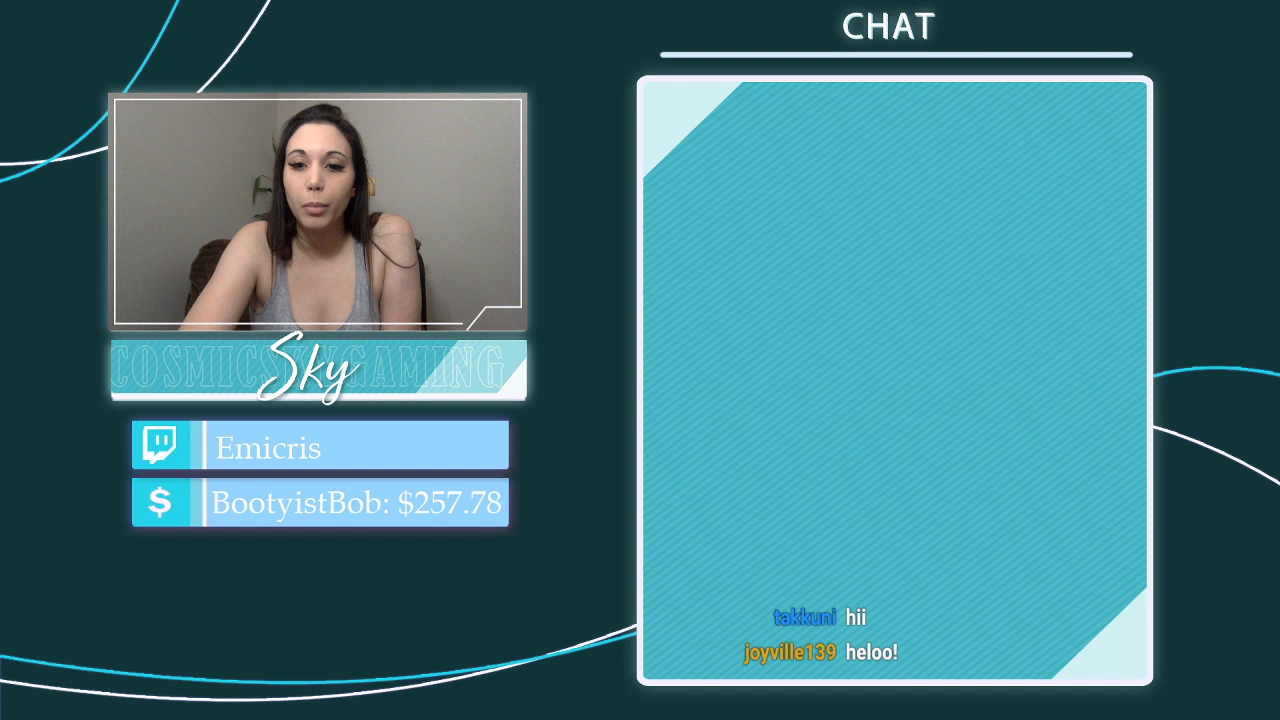 CHAT
COSMICSKYGAMING
Sky
Emicris
$ BootyistBob: $257.78
takkuni hii
joyville139 heloo!